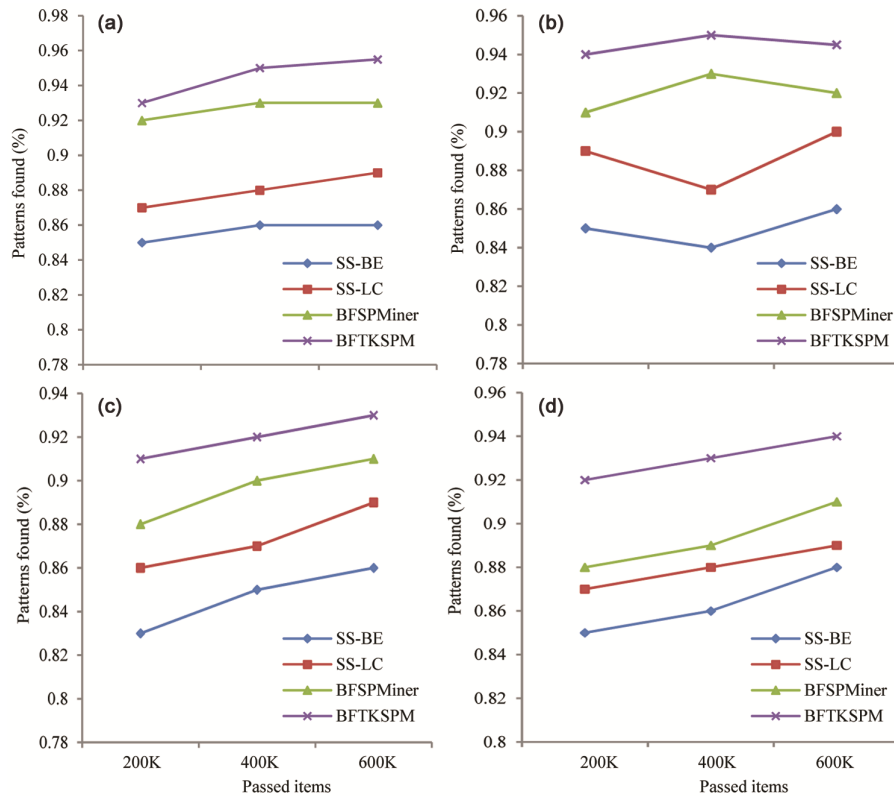 (a)
Patterns found (%)
0.98
0.96
0.94
0.92
0.9
0.88
0.86
0.84
0.82
0.8
0.78
SS-BE
SS-LC
BFSPMiner
BFTKSPM
(b)
Patterns found (%)
0.96
0.94
0.92
0.9
0.88
0.86
0.84
0.82
0.8
0.78
SS-BE
SS-LC
BFSPMiner
BFTKSPM
(c)
Patterns found (%)
0.94
0.92
0.9
0.88
0.86
0.84
0.82
0.8
0.78
SS-BE
SS-LC
BFSPMiner
BFTKSPM
200K 400K 600K
Passed items
(d)
Patterns found (%)
0.96
0.94
0.92
0.9
0.88
0.86
0.84
0.82
0.8
SS-BE
SS-LC
BFSPMiner
BFTKSPM
200K 400K 600K
Passed items